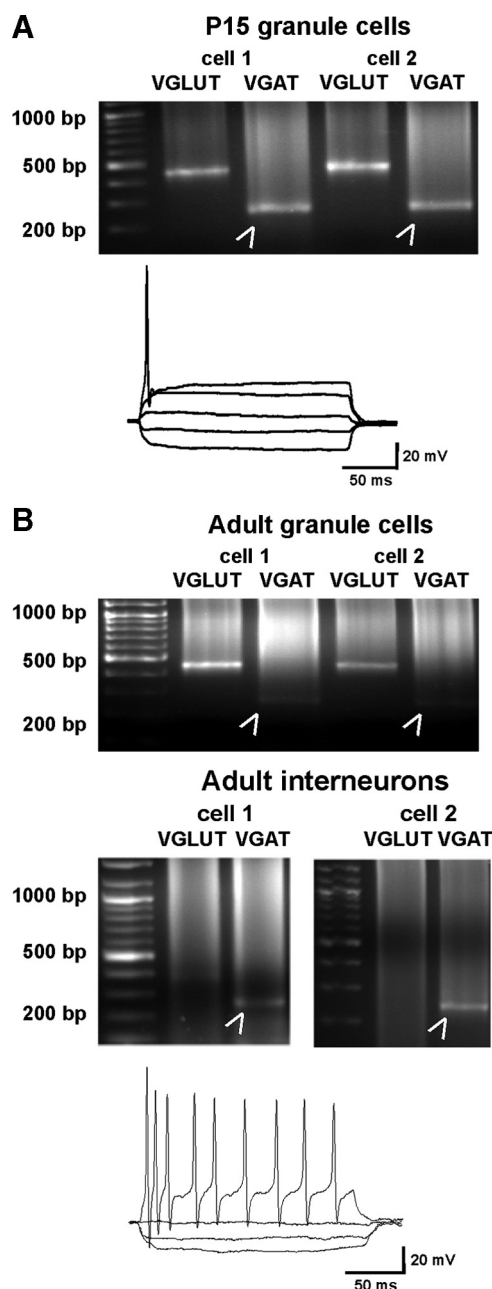 A
P15 granule cells
cell 1 cell 2
VGLUT VGAT VGLUT VGAT
1000 bp
500 bp
200 bp
20 mV
50 ms
B
Adult granule cells
cell 1 cell 2
VGLUT VGAT VGLUT VGAT
1000 bp
500 bp
200 bp
Adult interneurons
cell 1 cell 2
VGLUT VGAT VGLUT VGAT
1000 bp
500 bp
200 bp
20 mV
50 ms